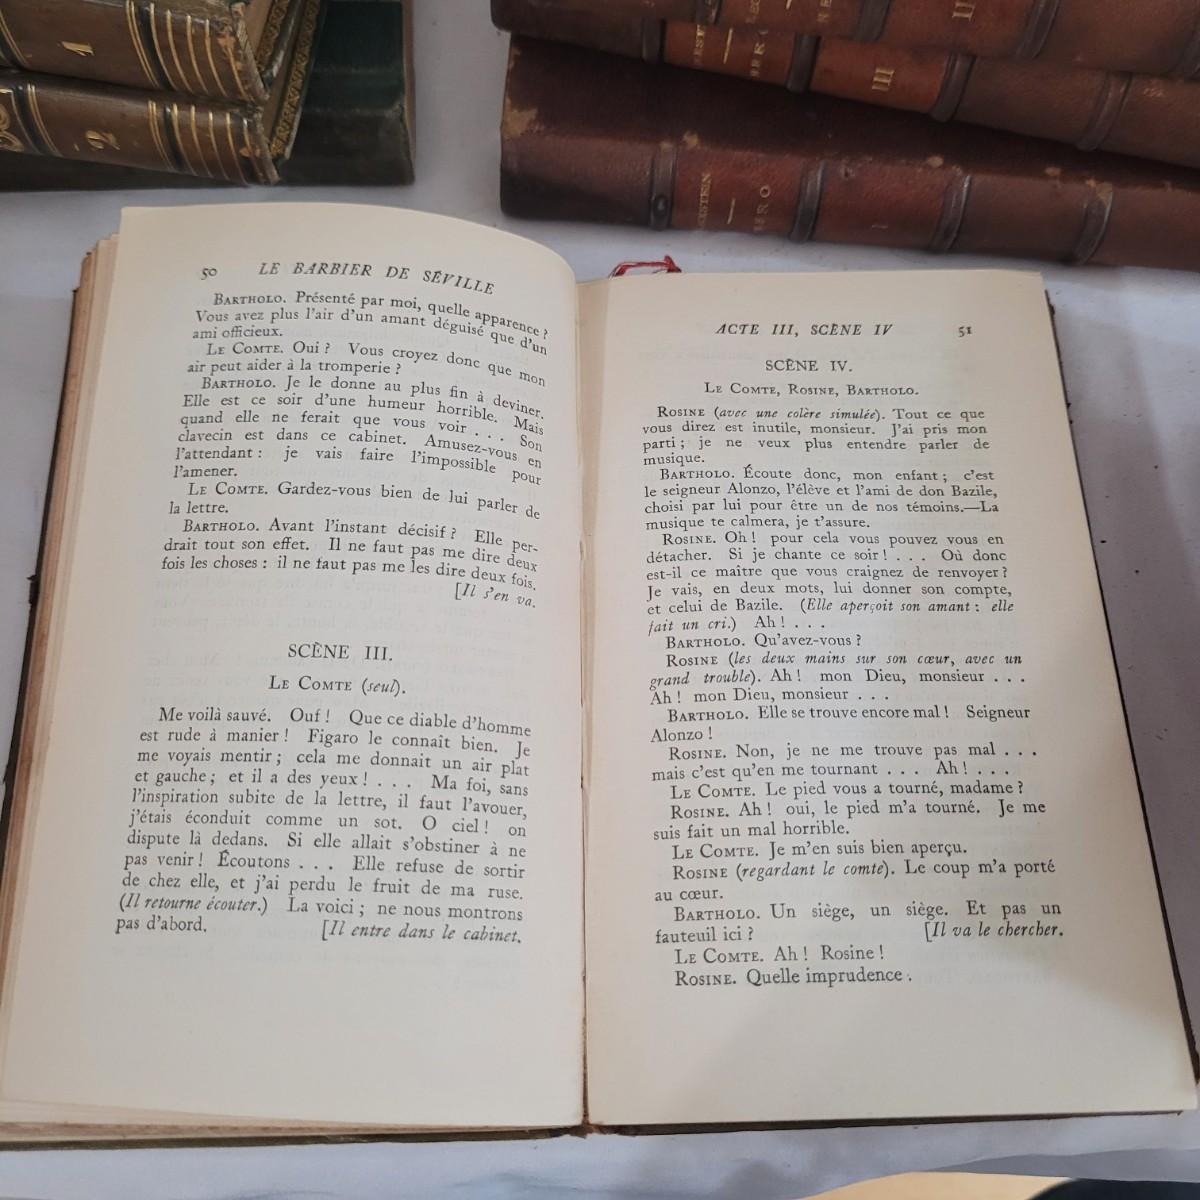 1
2
II
III
I
50 LE BARBIER DE SÉVILLE
BARTHOLO. Présenté par moi, quelle apparence ?
Vous avez plus l'air d'un amant déguisé que d'un
ami officieux.
LE COMTE. Oui ? Vous croyez donc que mon
air peut aider à la tromperie ?
BARTHOLO. Je le donne au plus fin à deviner.
Elle est ce soir d'une humeur horrible. Mais
quand elle ne ferait que vous voir . . . Son
clavecin est dans ce cabinet. Amusez-vous en
l'attendant : je vais faire l'impossible pour
l'amener.
LE COMTE. Gardez-vous bien de lui parler de
la lettre.
BARTHOLO. Avant l'instant décisif ? Elle per-
drait tout son effet. Il ne faut pas me dire deux
fois les choses : il ne faut pas me les dire deux fois.
[Il s'en va.
SCÈNE III.
LE COMTE (seul).
Me voilà sauvé. Ouf ! Que ce diable d'homme
est rude à manier ! Figaro le connaît bien. Je
me voyais mentir ; cela me donnait un air plat
et gauche ; et il a des yeux ! . . . Ma foi, sans
l'inspiration subite de la lettre, il faut l'avouer,
j'étais éconduit comme un sot. O ciel ! on
dispute là dedans. Si elle allait s'obstiner à ne
pas venir ! Écoutons . . . Elle refuse de sortir
de chez elle, et j'ai perdu le fruit de ma ruse.
(Il retourne écouter.) La voici ; ne nous montrons
pas d'abord. [Il entre dans le cabinet.
ACTE III, SCÈNE IV 51
SCÈNE IV.
LE COMTE, ROSINE, BARTHOLO.
ROSINE (avec une colère simulée). Tout ce que
vous direz est inutile, monsieur. J'ai pris mon
parti ; je ne veux plus entendre parler de
musique.
BARTHOLO. Écoute donc, mon enfant ; c'est
le seigneur Alonzo, l'élève et l'ami de don Bazile,
choisi par lui pour être un de nos témoins.—La
musique te calmera, je t'assure.
ROSINE. Oh ! pour cela vous pouvez vous en
détacher. Si je chante ce soir ! . . . Où donc
est-il ce maître que vous craignez de renvoyer ?
Je vais, en deux mots, lui donner son compte,
et celui de Bazile. (Elle aperçoit son amant : elle
fait un cri.) Ah ! . . .
BARTHOLO. Qu'avez-vous ?
ROSINE (les deux mains sur son cœur, avec un
grand trouble). Ah ! mon Dieu, monsieur . . .
Ah ! mon Dieu, monsieur . . .
BARTHOLO. Elle se trouve encore mal ! Seigneur
Alonzo !
ROSINE. Non, je ne me trouve pas mal . . .
mais c'est qu'en me tournant . . . Ah ! . . .
LE COMTE. Le pied vous a tourné, madame ?
ROSINE. Ah ! oui, le pied m'a tourné. Je me
suis fait un mal horrible.
LE COMTE. Je m'en suis bien aperçu.
ROSINE (regardant le comte). Le coup m'a porté
au cœur.
BARTHOLO. Un siège, un siège. Et pas un
fauteuil ici ? [Il va le chercher.
LE COMTE. Ah ! Rosine !
ROSINE. Quelle imprudence